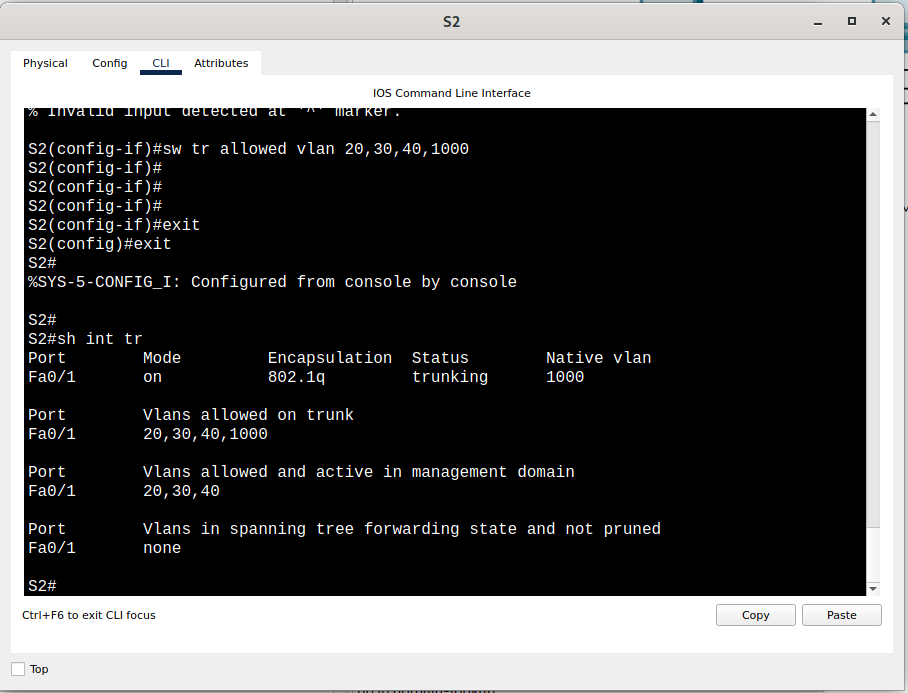 S2
Physical Config CLI Attributes
IOS Command Line Interface
% Invalid input detected at '^' marker.
S2(config-if)#sw tr allowed vlan 20,30,40,1000
S2(config-if)#
S2(config-if)#
S2(config-if)#
S2(config-if)#exit
S2(config)#exit
S2#
%SYS-5-CONFIG_I: Configured from console by console
S2#
S2#sh int tr
Port Mode Encapsulation Status Native vlan
Fa0/1 on 802.1q trunking 1000
Port Vlans allowed on trunk
Fa0/1 20,30,40,1000
Port Vlans allowed and active in management domain
Fa0/1 20,30,40
Port Vlans in spanning tree forwarding state and not pruned
Fa0/1 none
S2#
Ctrl+F6 to exit CLI focus
Copy Paste
Top